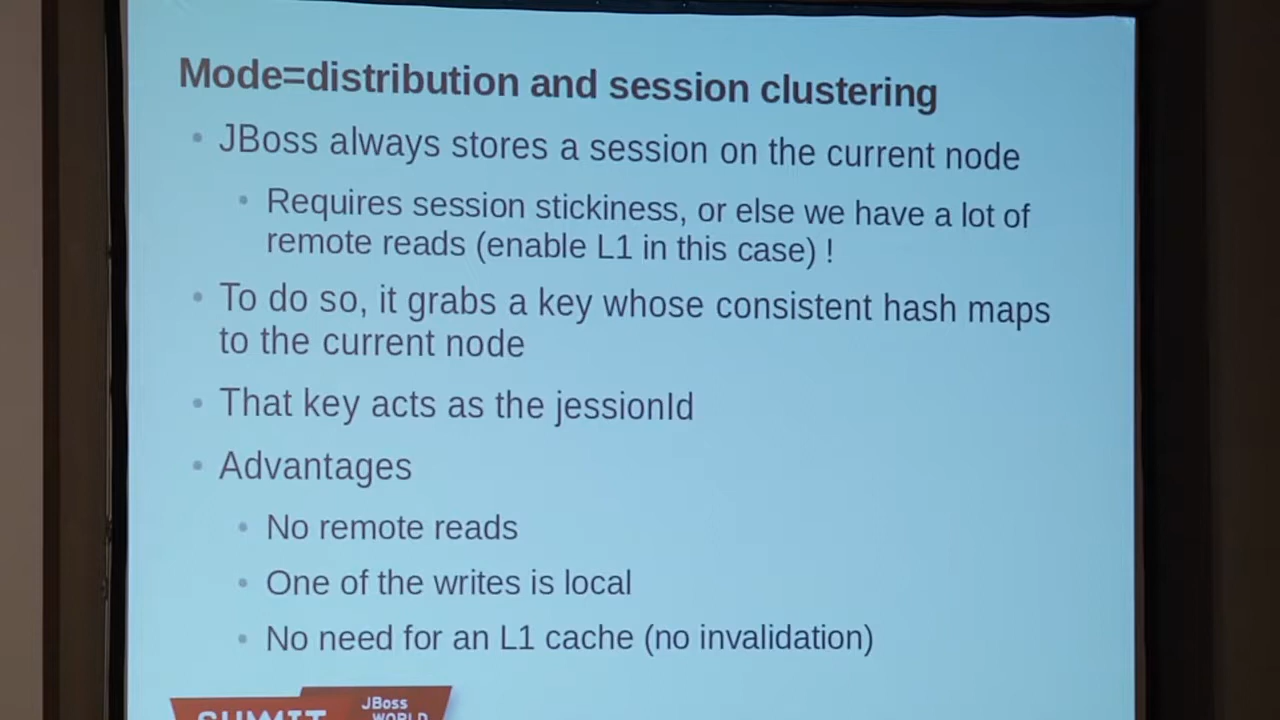 Mode=distribution and session clustering
• JBoss always stores a session on the current node
• Requires session stickiness, or else we have a lot of
remote reads (enable L1 in this case) !
• To do so, it grabs a key whose consistent hash maps
to the current node
• That key acts as the jessionId
• Advantages
• No remote reads
• One of the writes is local
• No need for an L1 cache (no invalidation)
SUMMIT
JBoss
WORLD